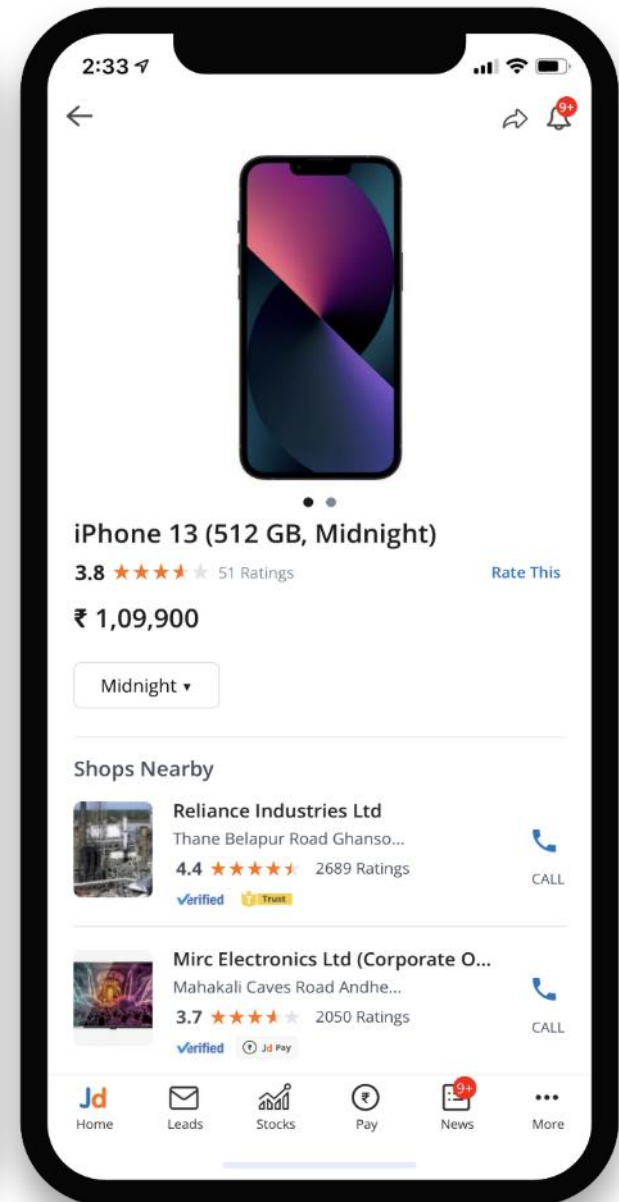 2:33
9+
iPhone 13 (512 GB, Midnight)
3.8 51 Ratings Rate This
₹ 1,09,900
Midnight ▾
Shops Nearby
Reliance Industries Ltd
Thane Belapur Road Ghanso...
4.4 2689 Ratings
CALL
Verified Trust
Mirc Electronics Ltd (Corporate O...
Mahakali Caves Road Andhe...
3.7 2050 Ratings
CALL
Verified Jd Pay
Jd 9+
Home Leads Stocks Pay News More